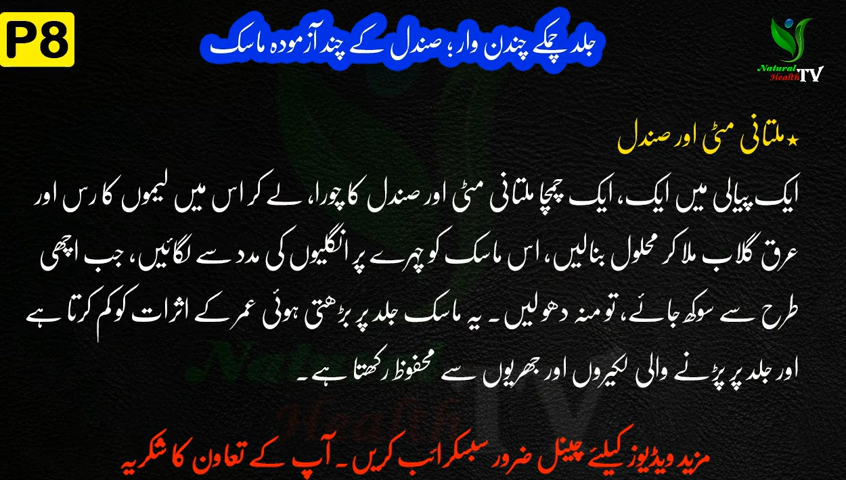 P8
جلد چمکے چندن وار؛ صندل کے چند آزمودہ ماسک
Natural
Health TV
٭ملتانی مٹی اور صندل
ایک پیالی میں ایک، ایک چمچا ملتانی مٹی اور صندل کا چورا، لے کر اس میں لیموں کا رس اور
عرق گلاب ملا کر محلول بنالیں، اس ماسک کو چہرے پر انگلیوں کی مدد سے لگائیں، جب اچھی
طرح سے سوکھ جائے، تو منہ دھولیں۔ یہ ماسک جلد پر بڑھتی ہوئی عمر کے اثرات کو کم کرتا ہے
اور جلد پر پڑنے والی لکیروں اور جھریوں سے محفوظ رکھتا ہے۔
مزید ویڈیوز کیلئے چینل ضرور سبسکرائب کریں۔ آپ کے تعاون کا شکریہ